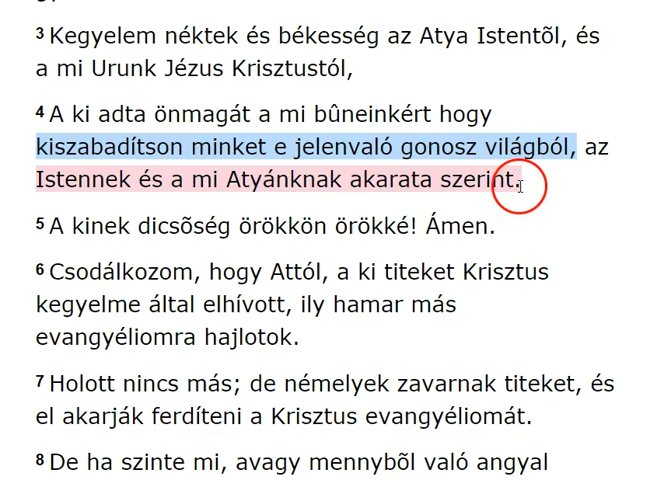 3 Kegyelem néktek és békesség az Atya Istentõl, és
a mi Urunk Jézus Krisztustól,
4 A ki adta önmagát a mi bûneinkért hogy
kiszabadítson minket e jelenvaló gonosz világból, az
Istennek és a mi Atyánknak akarata szerint.
5 A kinek dicsõség örökkön örökké! Ámen.
6 Csodálkozom, hogy Attól, a ki titeket Krisztus
kegyelme által elhívott, ily hamar más
evangyéliomra hajlotok.
7 Holott nincs más; de némelyek zavarnak titeket, és
el akarják ferdíteni a Krisztus evangyéliomát.
8 De ha szinte mi, avagy mennybõl való angyal